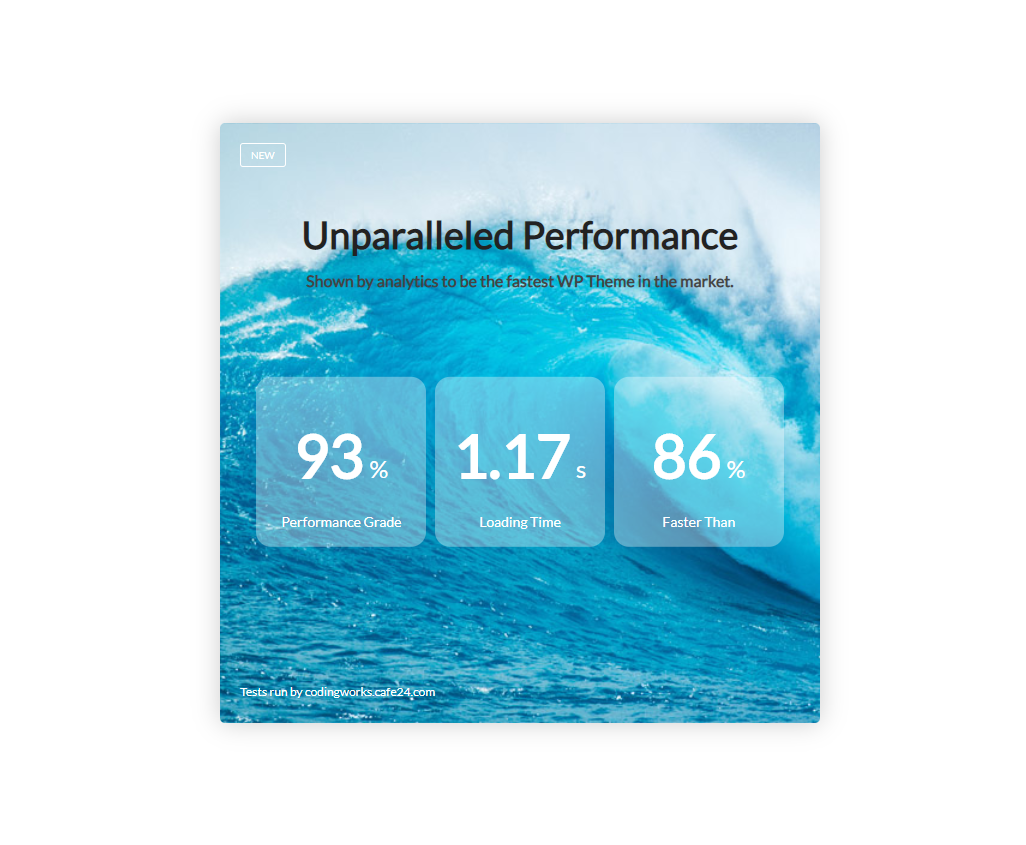 NEW
Unparalleled Performance
Shown by analytics to be the fastest WP Theme in the market.
93 %
Performance Grade
1.17 s
Loading Time
86 %
Faster Than
Tests run by codingworks.cafe24.com